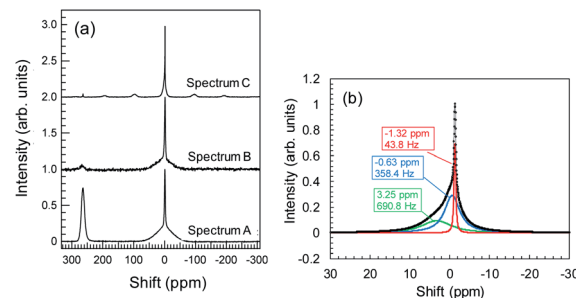 (a)
3.0
2.5
2.0
1.5
1.0
0.5
0
Intensity (arb. units)
Spectrum C
Spectrum B
Spectrum A
300 200 100 0 -100 -200 -300
Shift (ppm)
(b)
1.2
1
0.8
0.6
0.4
0.2
0
-0.2
Intensity (arb. units)
-1.32 ppm
43.8 Hz
-0.63 ppm
358.4 Hz
3.25 ppm
690.8 Hz
30 20 10 0 -10 -20 -30
Shift (ppm)